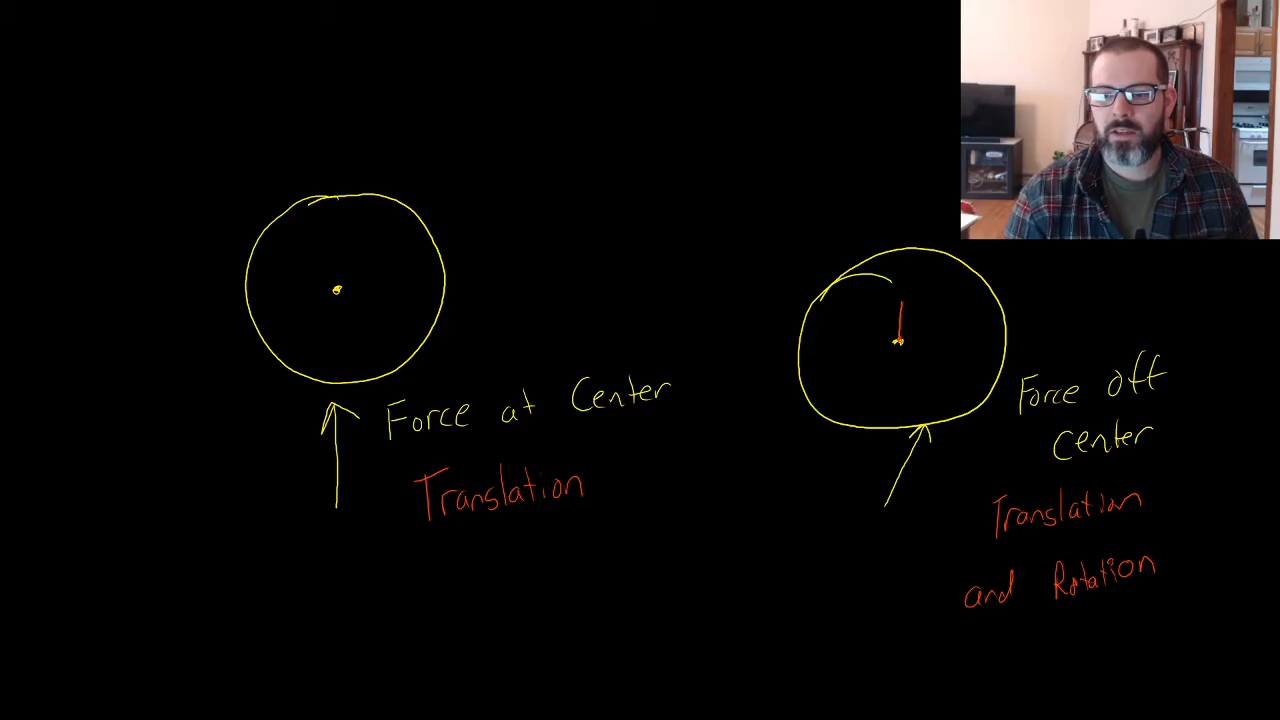 Force at Center
Translation
Force off
Center
Translation
and Rotation